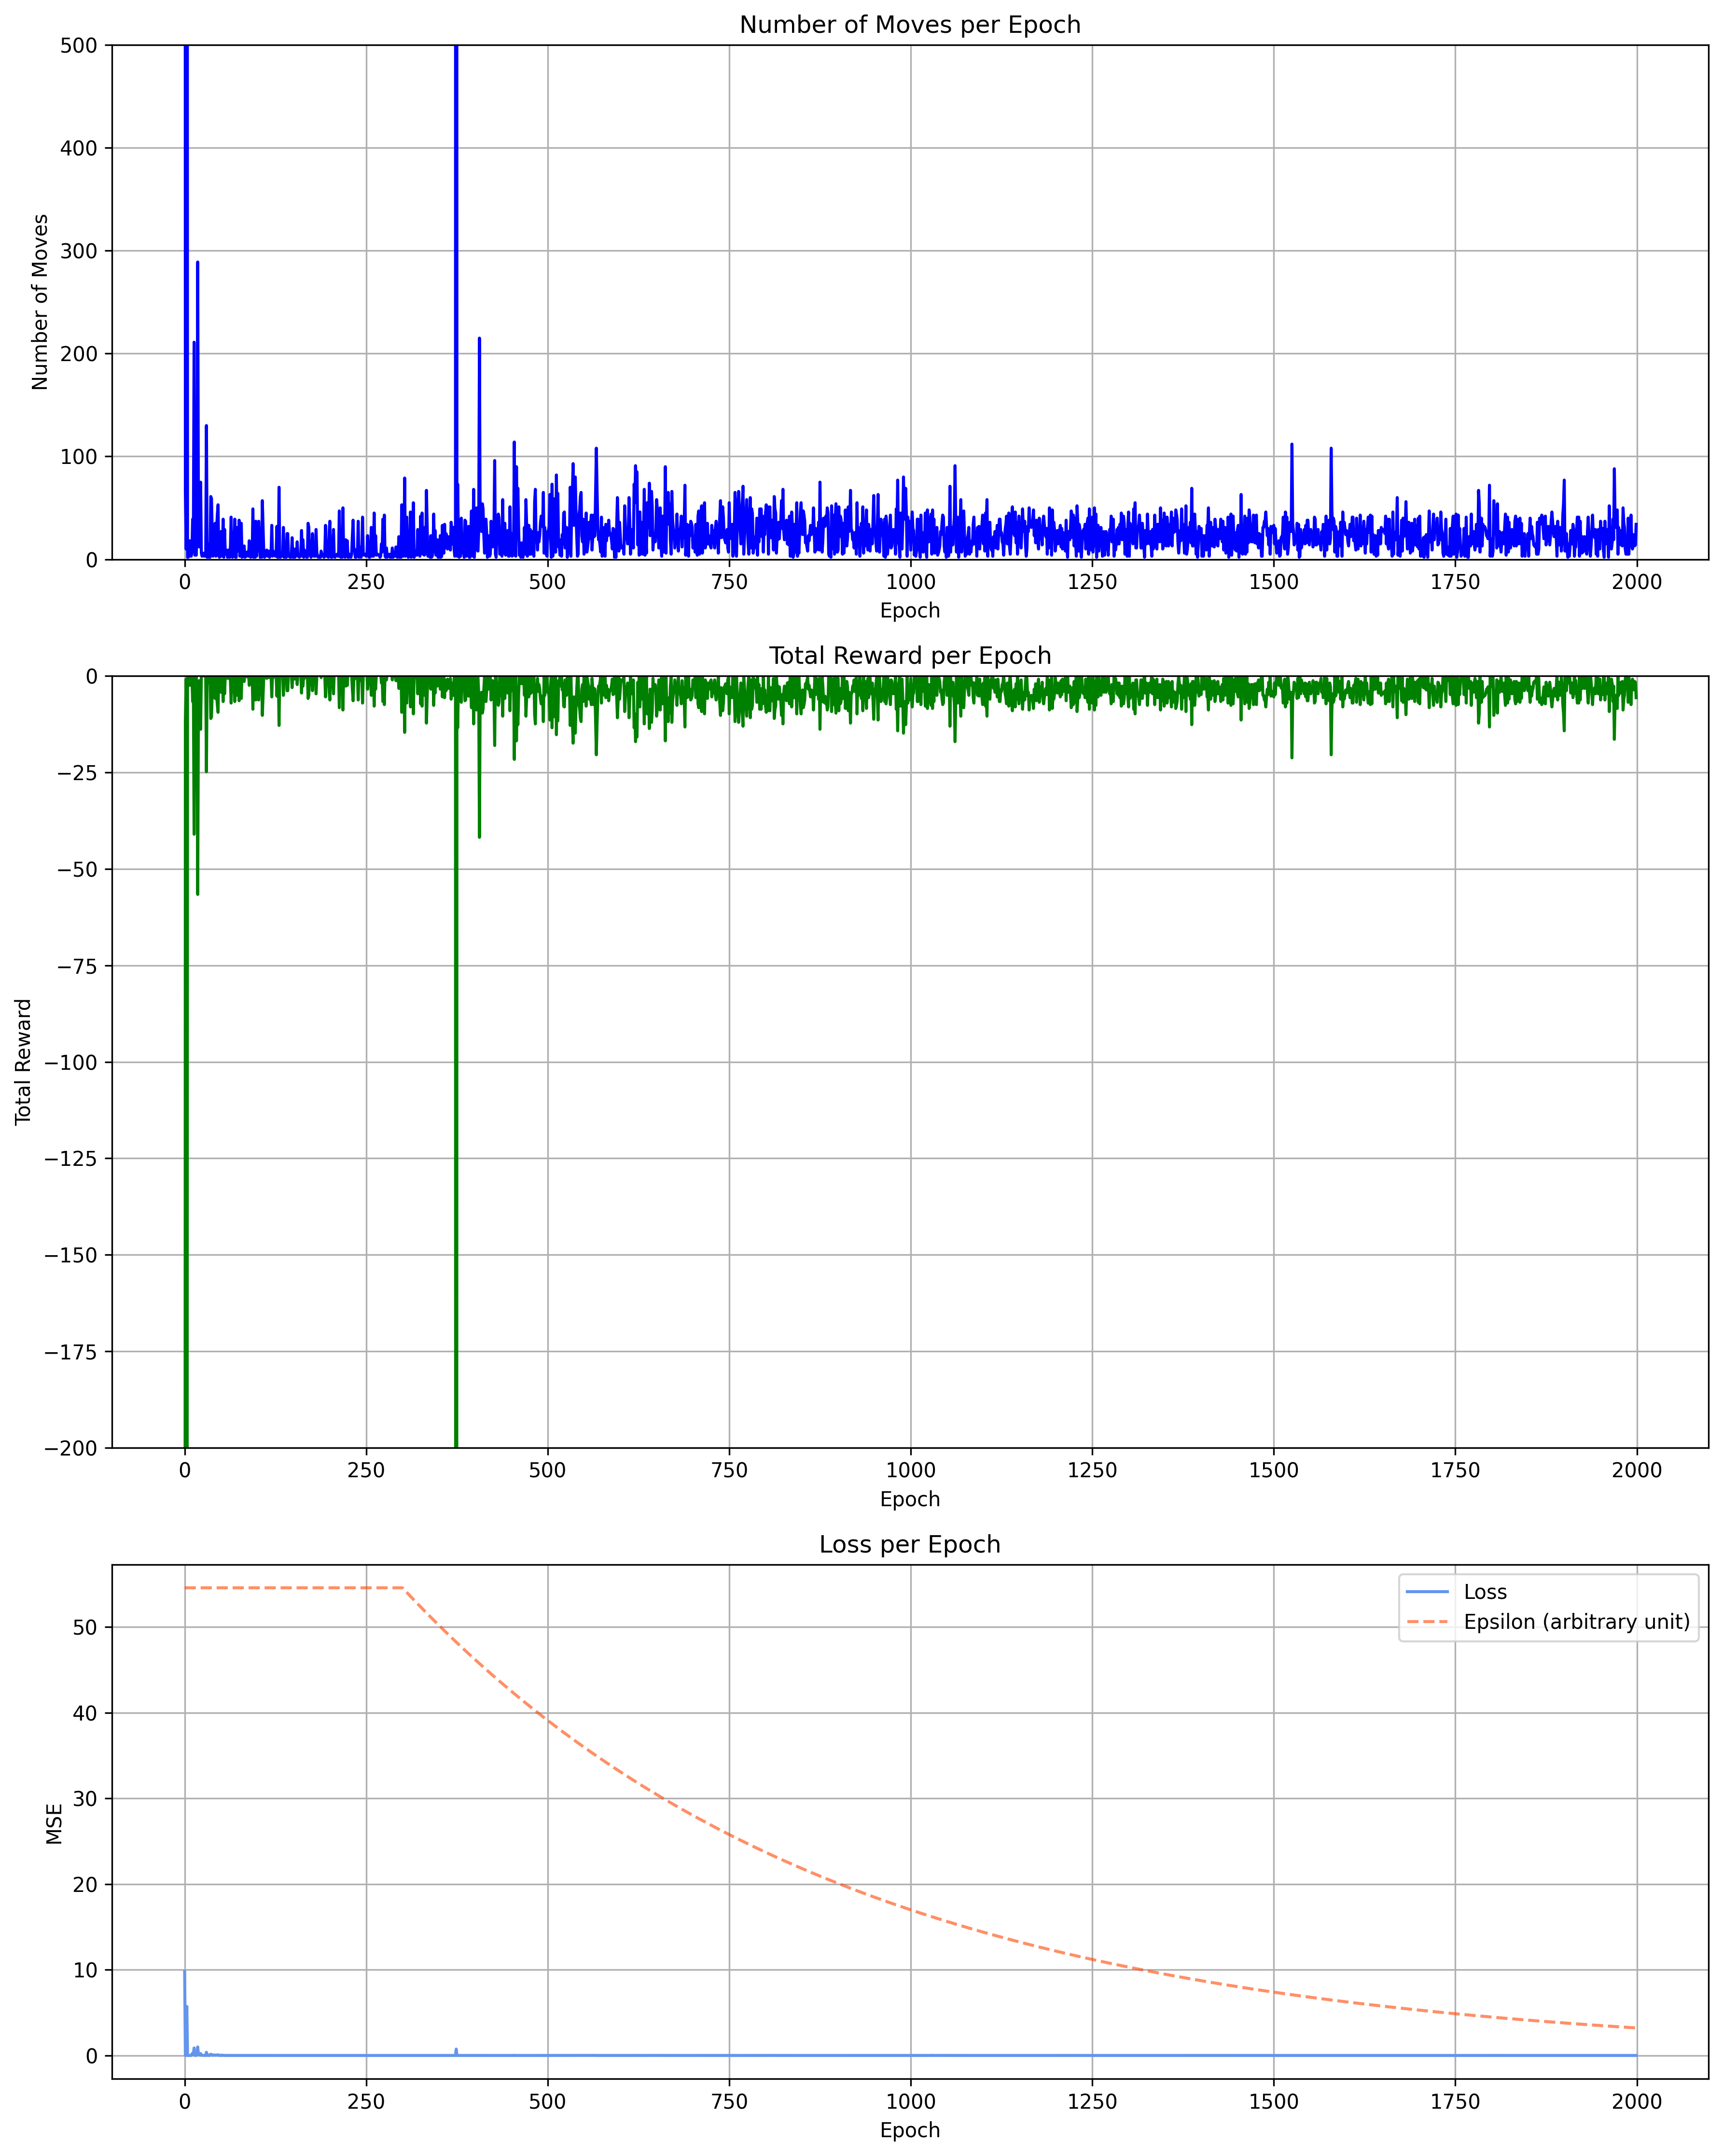 Number of Moves per Epoch
500
400
300
200
100
0
Number of Moves
0 250 500 750 1000 1250 1500 1750 2000
Epoch
Total Reward per Epoch
0
−25
−50
−75
−100
−125
−150
−175
−200
Total Reward
0 250 500 750 1000 1250 1500 1750 2000
Epoch
Loss per Epoch
50
40
30
20
10
0
MSE
Loss
Epsilon (arbitrary unit)
0 250 500 750 1000 1250 1500 1750 2000
Epoch